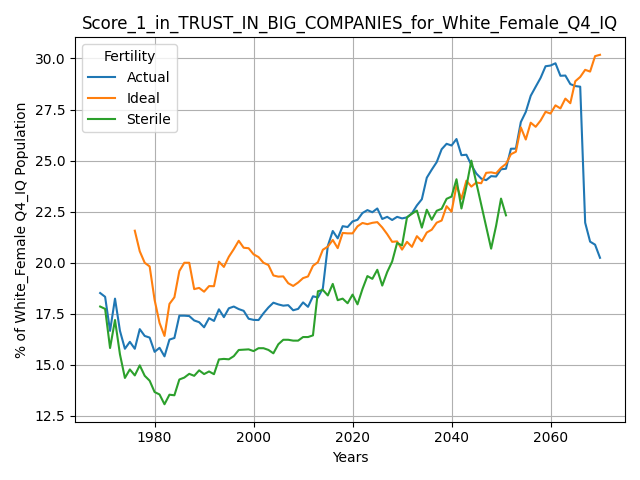 Score_1_in_TRUST_IN_BIG_COMPANIES_for_White_Female_Q4_IQ
Fertility
Actual
Ideal
Sterile
% of White_Female Q4_IQ Population
30.0
27.5
25.0
22.5
20.0
17.5
15.0
12.5
1980
2000
2020
2040
2060
Years